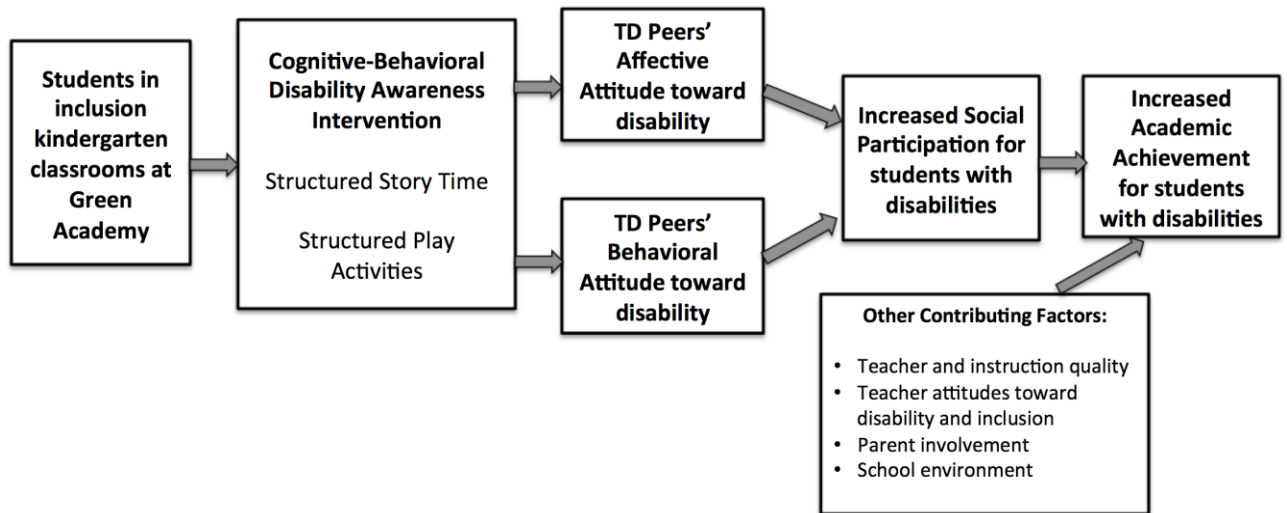 Students in
inclusion
kindergarten
classrooms at
Green
Academy
Cognitive-Behavioral
Disability Awareness
Intervention
Structured Story Time
Structured Play
Activities
TD Peers’
Affective
Attitude toward
disability
TD Peers’
Behavioral
Attitude toward
disability
Increased Social
Participation for
students with
disabilities
Increased
Academic
Achievement
for students
with disabilities
Other Contributing Factors:
• Teacher and instruction quality
• Teacher attitudes toward
disability and inclusion
• Parent involvement
• School environment